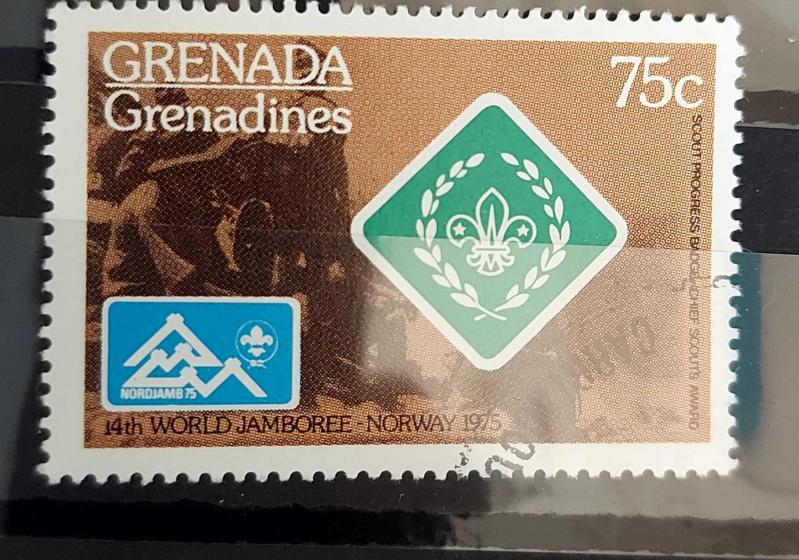 GRENADA
Grenadines
75c
SCOUT PROGRESS BADGE/CHIEF SCOUTS AWARD
NORDJAMB 75
14th WORLD JAMBOREE - NORWAY 1975